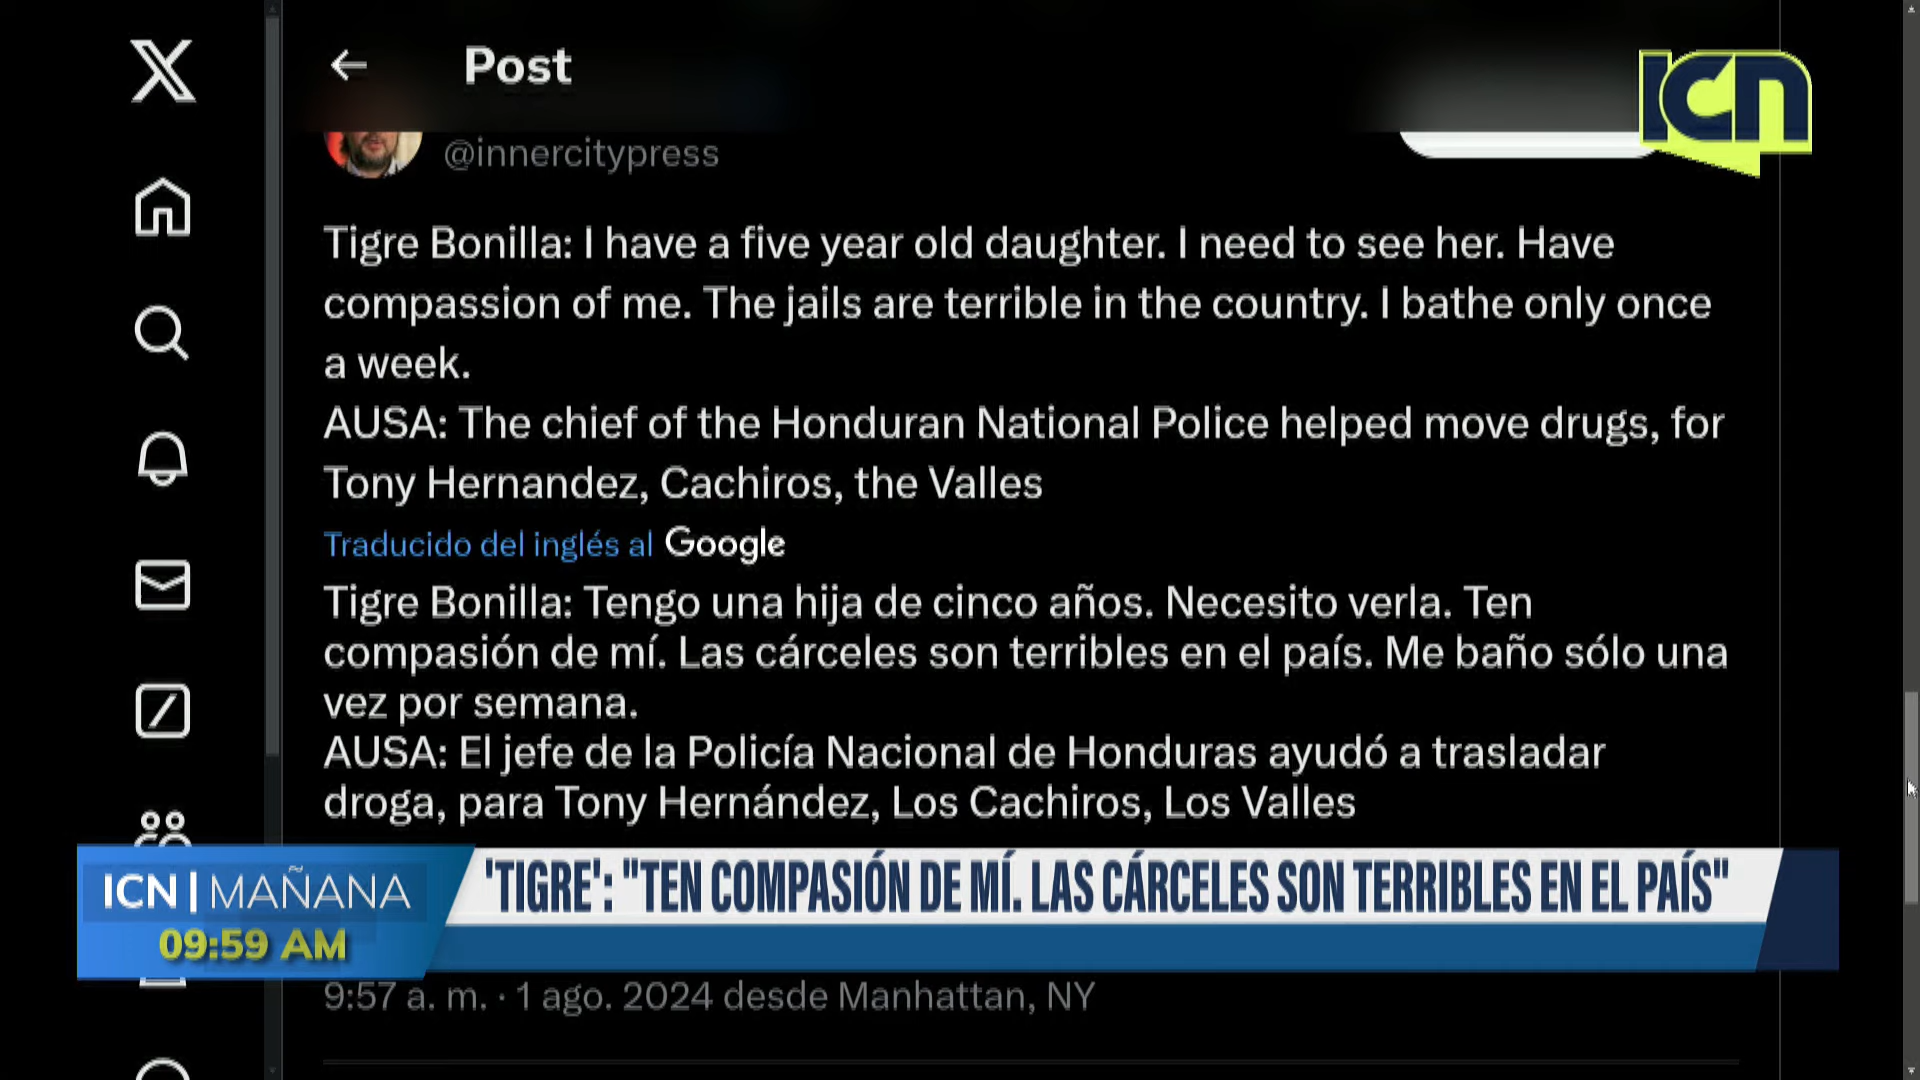 Post
ICN
@innercitypress
Tigre Bonilla: I have a five year old daughter. I need to see her. Have
compassion of me. The jails are terrible in the country. I bathe only once
a week.
AUSA: The chief of the Honduran National Police helped move drugs, for
Tony Hernandez, Cachiros, the Valles
Traducido del inglés al Google
Tigre Bonilla: Tengo una hija de cinco años. Necesito verla. Ten
compasión de mí. Las cárceles son terribles en el país. Me baño sólo una
vez por semana.
AUSA: El jefe de la Policía Nacional de Honduras ayudó a trasladar
droga, para Tony Hernández, Los Cachiros, Los Valles
ICN | MAÑANA
'TIGRE': "TEN COMPASIÓN DE MÍ. LAS CÁRCELES SON TERRIBLES EN EL PAÍS"
09:59 AM
9:57 a. m. · 1 ago. 2024 desde Manhattan, NY